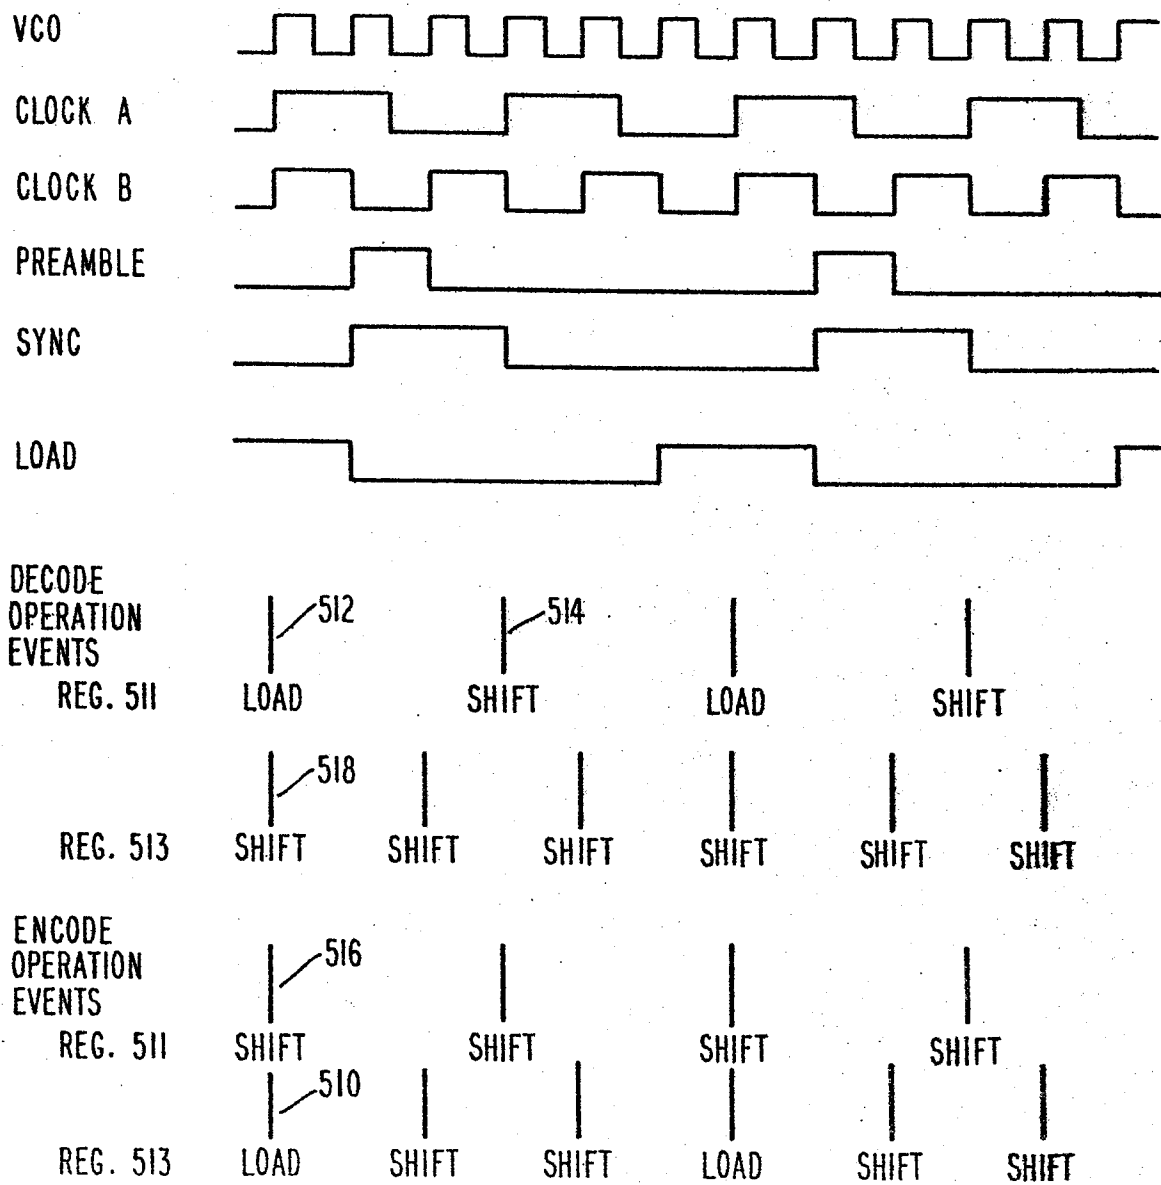 VCO
CLOCK A
CLOCK B
PREAMBLE
SYNC
LOAD
DECODE
OPERATION
EVENTS
512
514
REG. 511
LOAD
SHIFT
LOAD
SHIFT
518
REG. 513
SHIFT
SHIFT
SHIFT
SHIFT
SHIFT
SHIFT
ENCODE
OPERATION
EVENTS
516
REG. 511
SHIFT
SHIFT
SHIFT
SHIFT
510
REG. 513
LOAD
SHIFT
SHIFT
LOAD
SHIFT
SHIFT